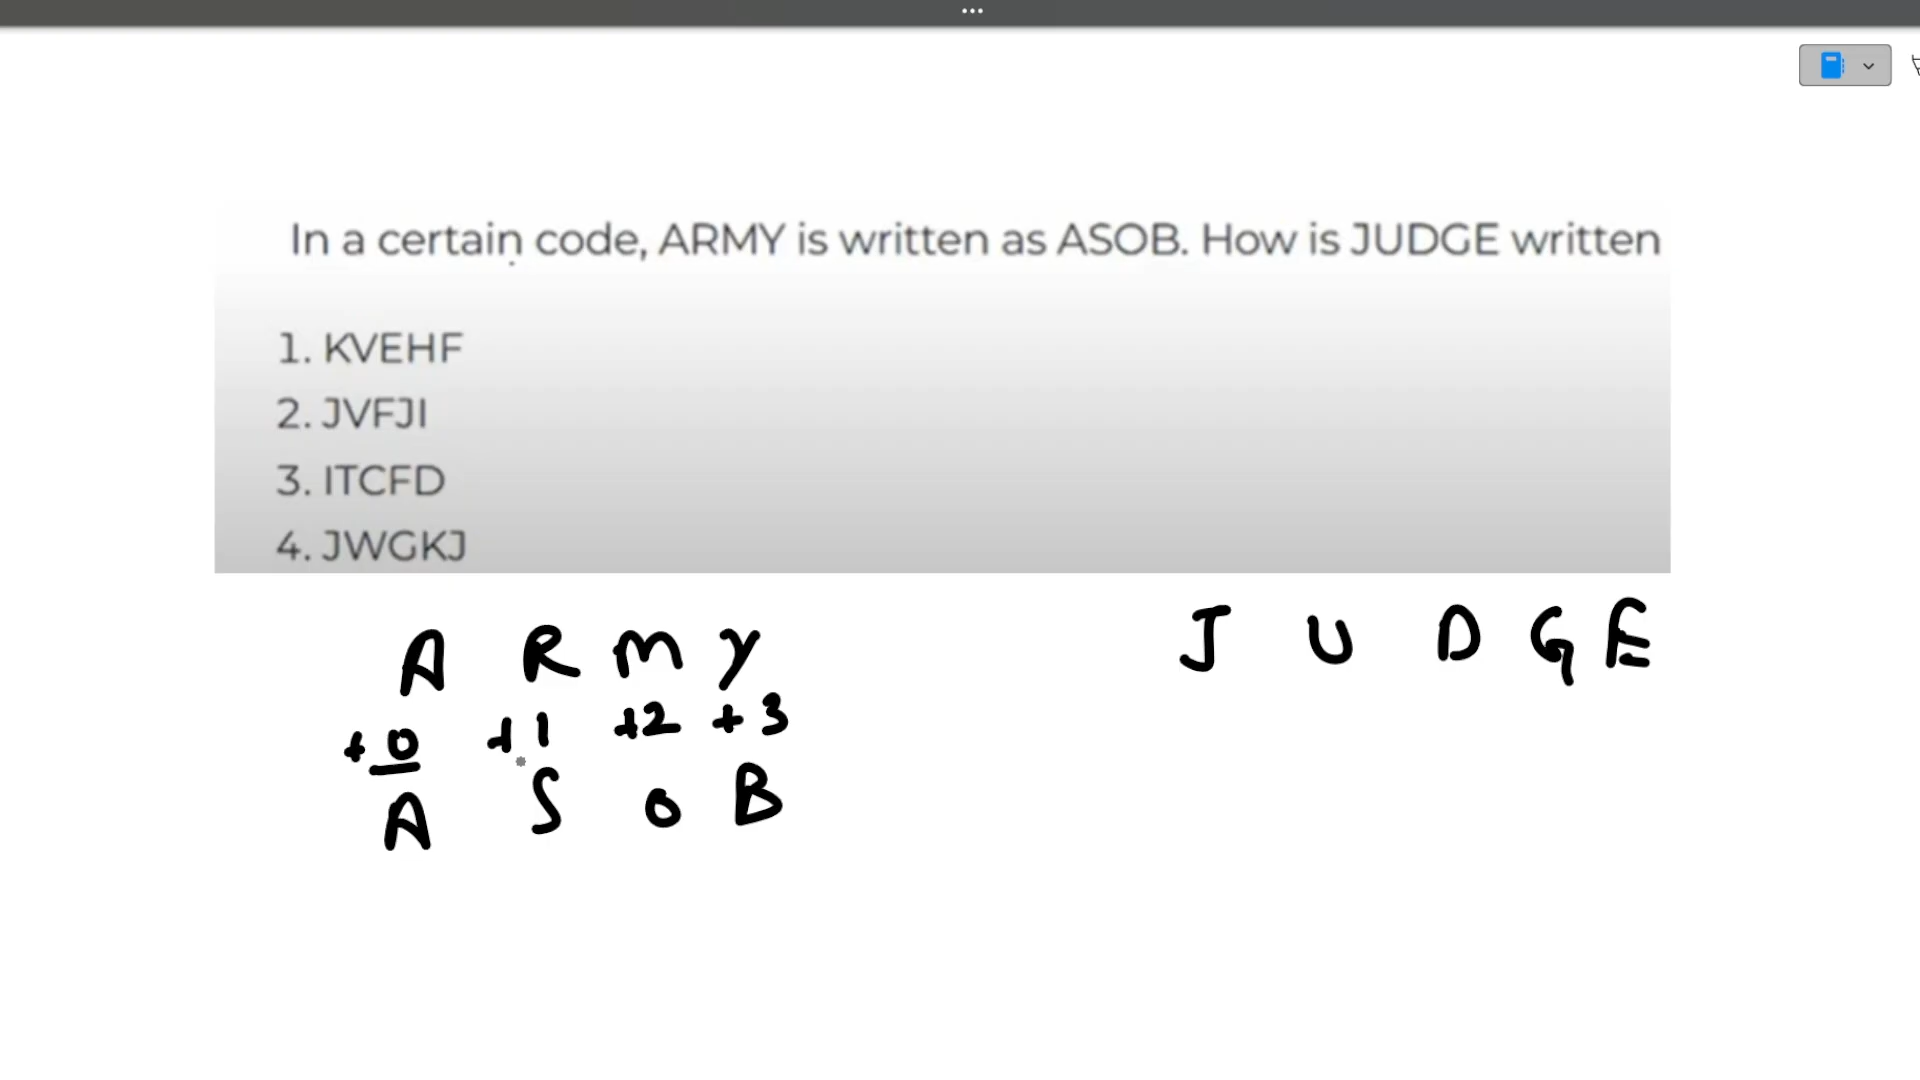 In a certain code, ARMY is written as ASOB. How is JUDGE written
1. KVEHF
2. JVFJI
3. ITCFD
4. JWGKJ
A R M Y J U D G E
+0 +1 +2 +3
A S O B